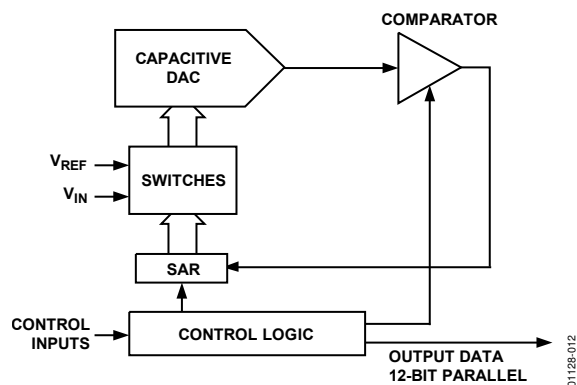 COMPARATOR
CAPACITIVE
DAC
VREF
VIN
SWITCHES
SAR
CONTROL
INPUTS
CONTROL LOGIC
OUTPUT DATA
12-BIT PARALLEL
01128-012